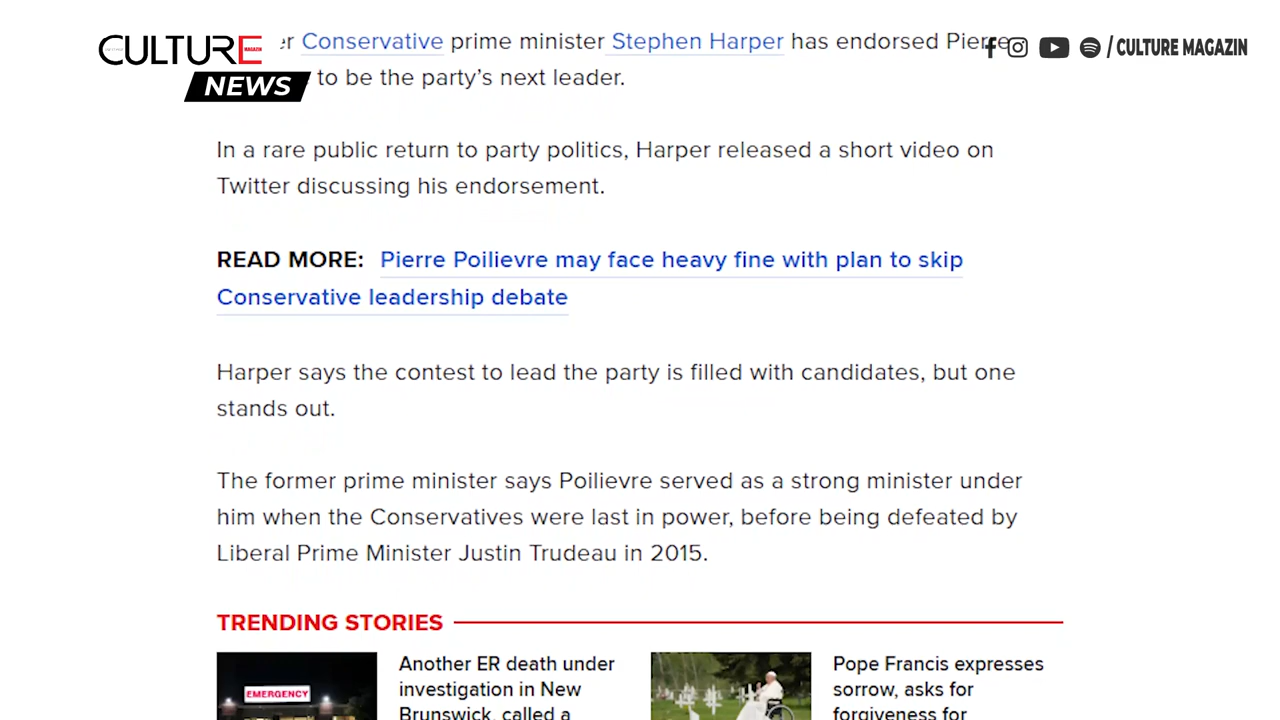 CULTURE
MAGAZIN
NEWS
er Conservative prime minister Stephen Harper has endorsed Pierre
/ CULTURE MAGAZIN
to be the party's next leader.
In a rare public return to party politics, Harper released a short video on
Twitter discussing his endorsement.
READ MORE: Pierre Poilievre may face heavy fine with plan to skip
Conservative leadership debate
Harper says the contest to lead the party is filled with candidates, but one
stands out.
The former prime minister says Poilievre served as a strong minister under
him when the Conservatives were last in power, before being defeated by
Liberal Prime Minister Justin Trudeau in 2015.
TRENDING STORIES
EMERGENCY
Another ER death under
investigation in New
Brunswick, called a
Pope Francis expresses
sorrow, asks for
forgiveness for